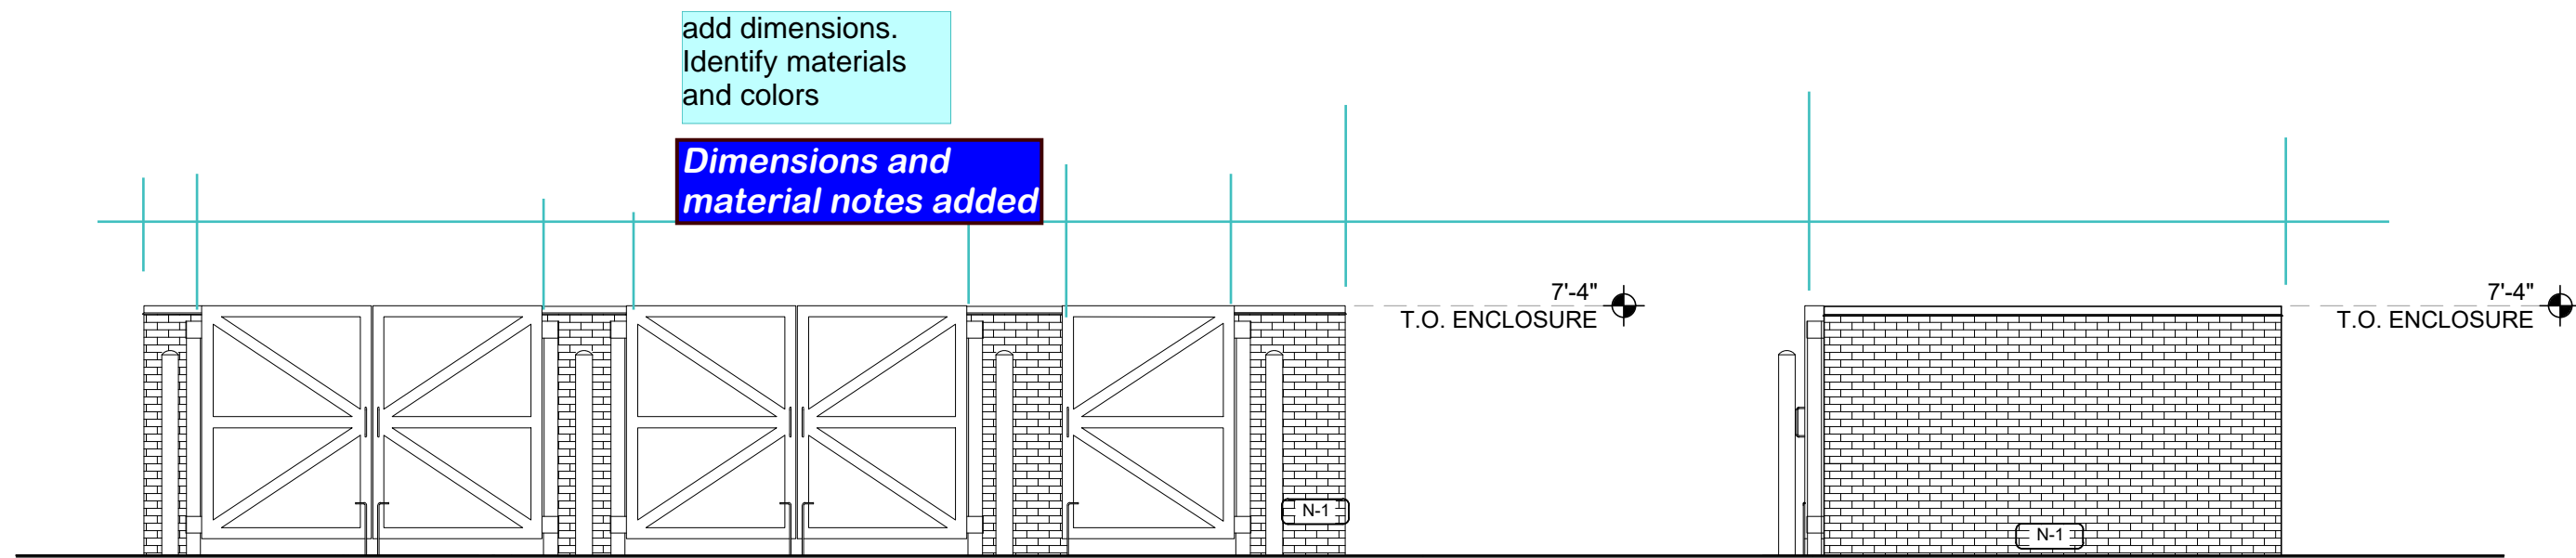 add dimensions.
Identify materials
and colors
Dimensions and
material notes added
7'-4"
T.O. ENCLOSURE
7'-4"
T.O. ENCLOSURE
N-1
N-1